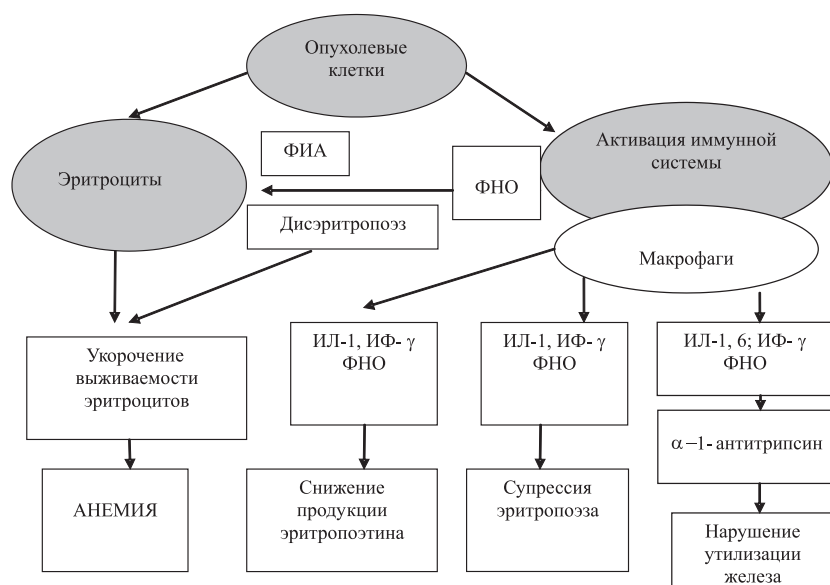 Опухолевые
клетки
ФИА
Активация иммунной
системы
Эритроциты
ФНО
Дисэритропоэз
Макрофаги
Укорочение
выживаемости
эритроцитов
ИЛ-1, ИФ- γ
ФНО
ИЛ-1, ИФ- γ
ФНО
ИЛ-1, 6; ИФ- γ
ФНО
α−1- антитрипсин
АНЕМИЯ
Снижение
продукции
эритропоэтина
Супрессия
эритропоэза
Нарушение
утилизации
железа